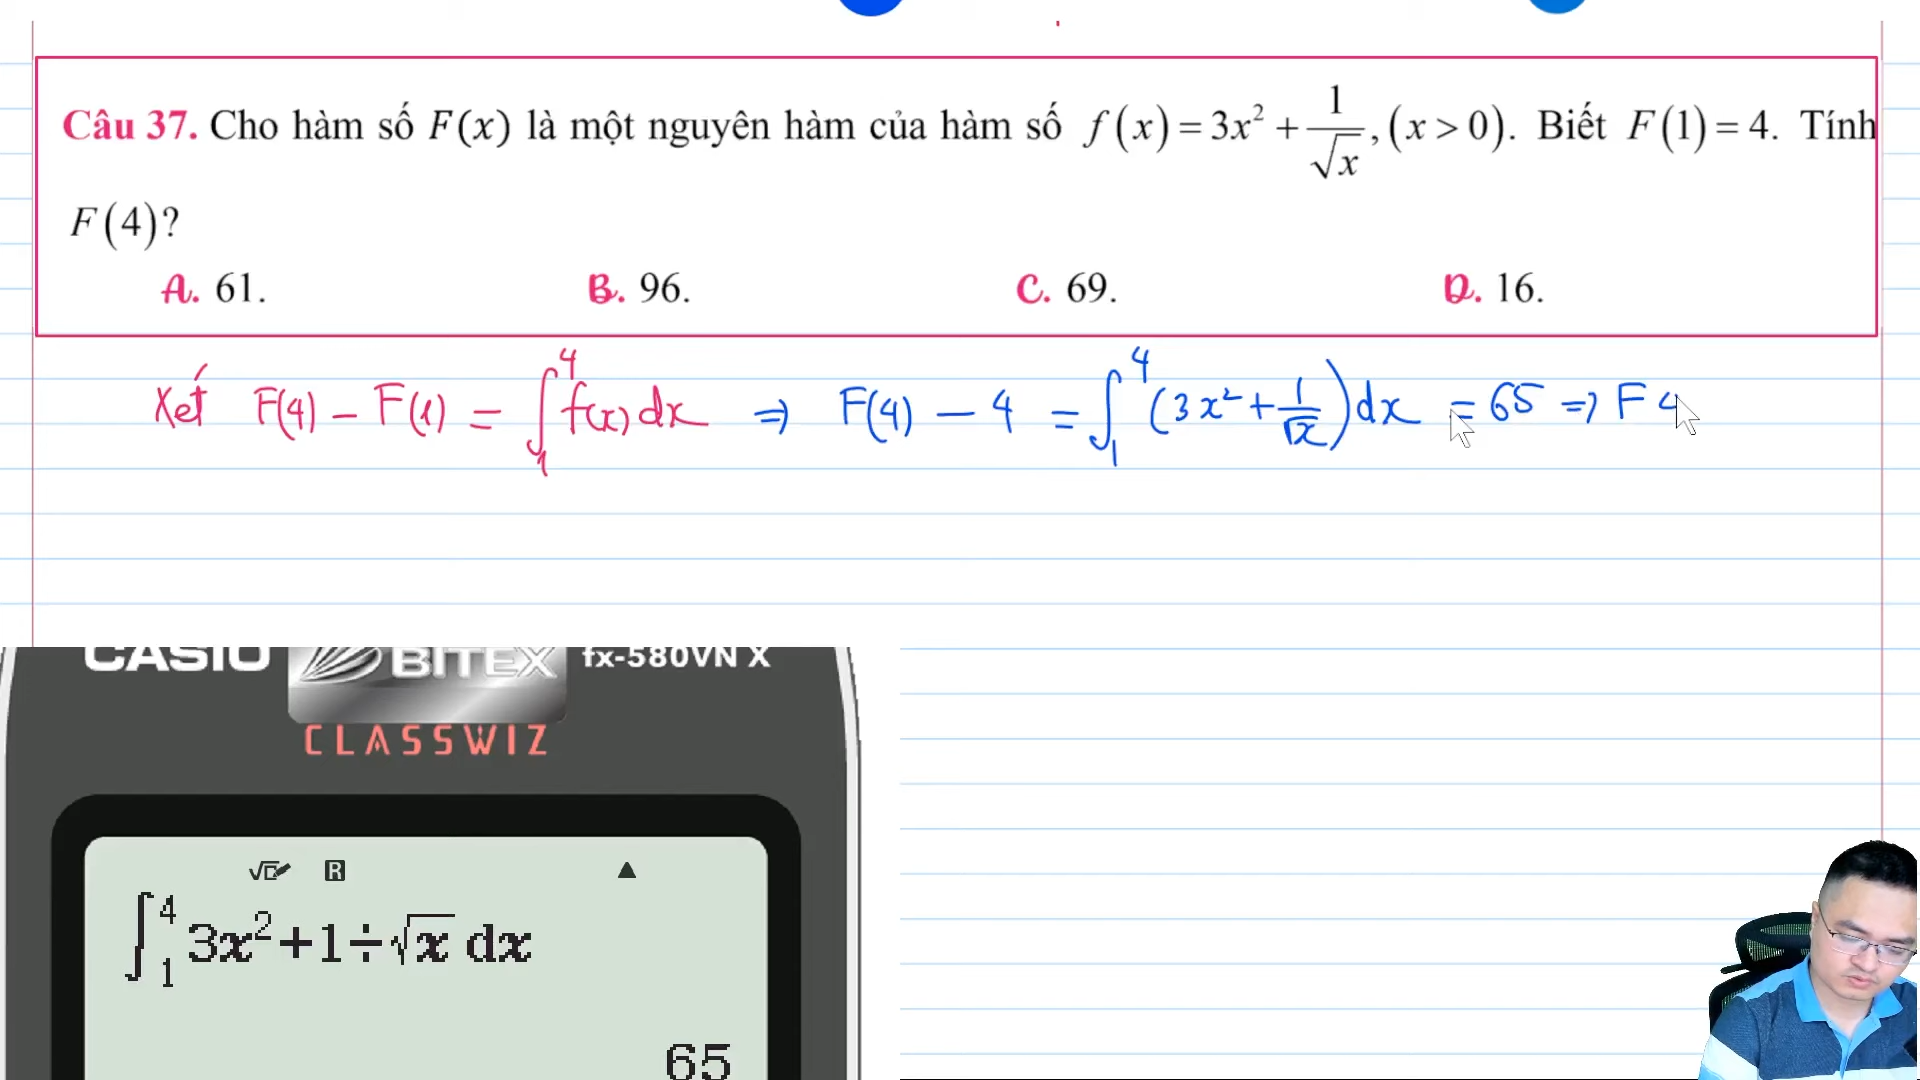 Câu 37. Cho hàm số F(x) là một nguyên hàm của hàm số f(x) = 3x² + 1/√x, (x > 0). Biết F(1) = 4. Tính
F(4)?
A. 61. B. 96. C. 69. D. 16.
Xét F(4) − F(1) = ∫₁⁴ f(x) dx ⇒ F(4) − 4 = ∫₁⁴ (3x² + 1/√x) dx = 65 ⇒ F 4
CASIO BITEX fx-580VN X
CLASSWIZ
√ R ▲
∫₁⁴ 3x²+1÷√x dx
65